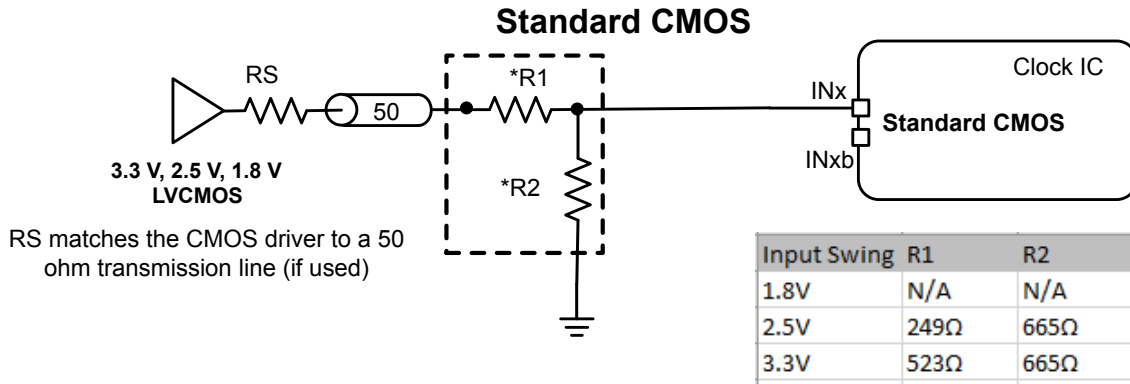 Standard CMOS
RS
50
*R1
*R2
INx
INxb
Clock IC
Standard CMOS
3.3 V, 2.5 V, 1.8 V
LVCMOS
RS matches the CMOS driver to a 50
ohm transmission line (if used)
Input Swing R1 R2
1.8V N/A N/A
2.5V 249Ω 665Ω
3.3V 523Ω 665Ω